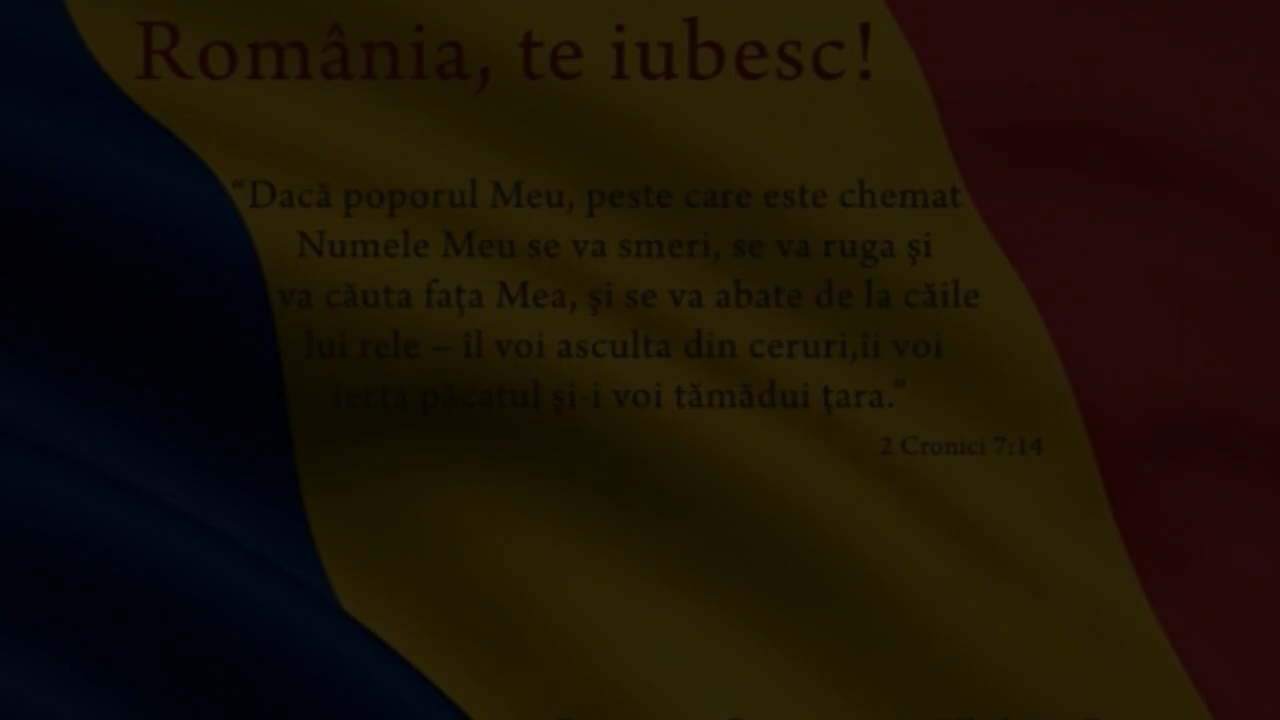 România, te iubesc!
“Dacă poporul Meu, peste care este chemat
Numele Meu se va smeri, se va ruga şi
va căuta faţa Mea, şi se va abate de la căile
lui rele – îl voi asculta din ceruri,îi voi
ierta păcatul şi-i voi tămădui ţara.”
2 Cronici 7:14